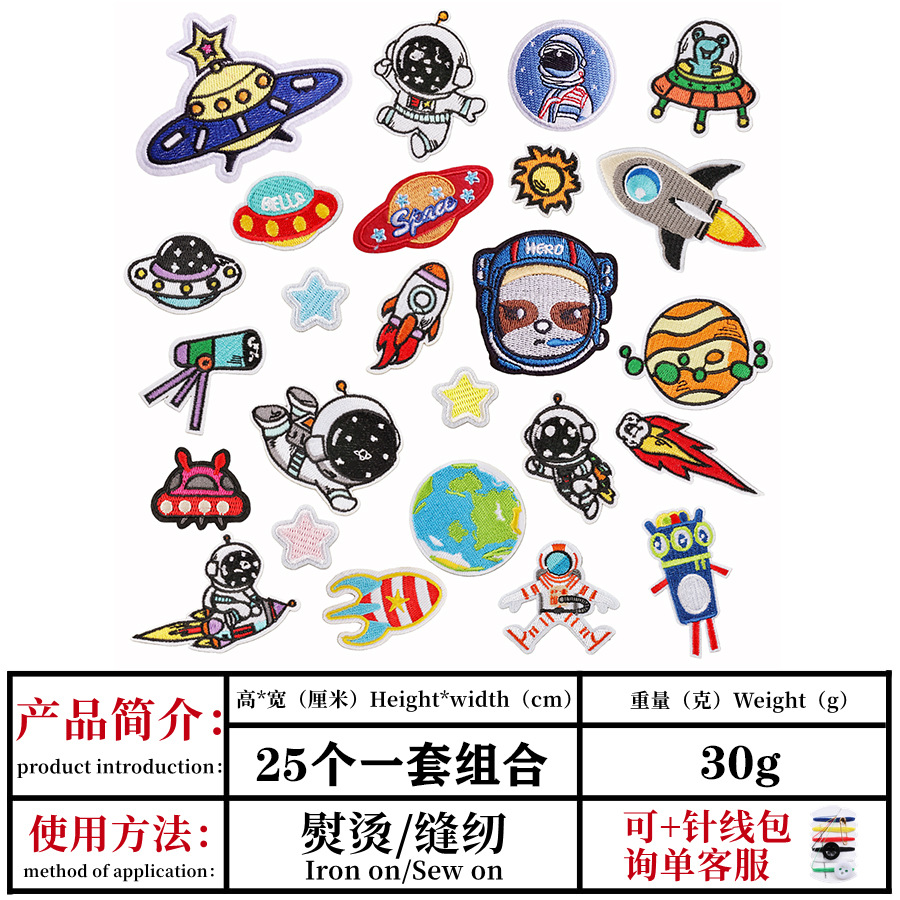 BELLS
Space
HERO
产品简介:
product introduction:
高*宽（厘米）Height*width（cm）
重量（克）Weight（g）
25个一套组合
30g
使用方法:
method of application:
熨烫/缝纫
Iron on/Sew on
可+针线包
询单客服